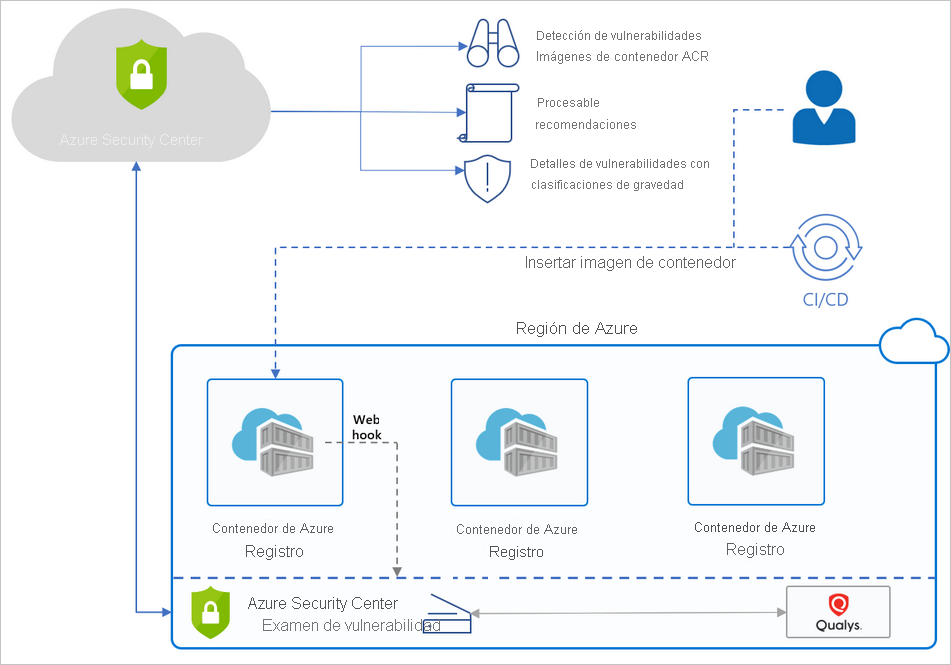 Detección de vulnerabilidades
Imágenes de contenedor ACR
Azure Security Center
Procesable
recomendaciones
Detalles de vulnerabilidades con
clasificaciones de gravedad
Insertar imagen de contenedor
CI/CD
Región de Azure
Web
hook
Contenedor de Azure
Registro
Contenedor de Azure
Registro
Contenedor de Azure
Registro
Azure Security Center
Examen de vulnerabilidad
Qualys.